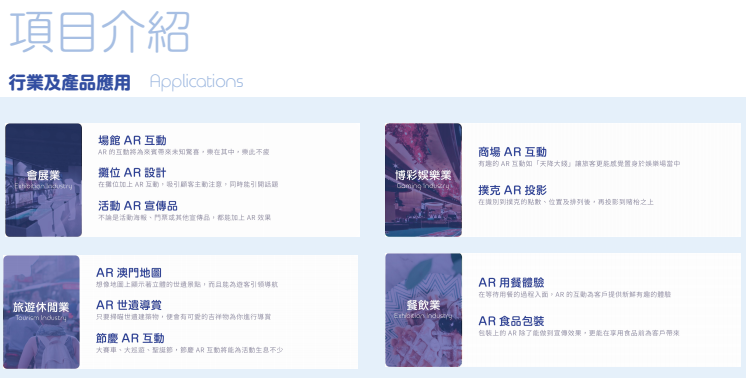 項目介紹
行業及產品應用 Applications
會展業
Exhibition Industry
場館 AR 互動
AR 的互動將為來賓帶來未知驚喜，樂在其中，樂此不疲
攤位 AR 設計
在攤位加上 AR 互動，吸引顧客主動注意，同時能引開話題
活動 AR 宣傳品
不論是活動海報、門票或其他宣傳品，都能加上 AR 效果
博彩娛樂業
Gaming Industry
商場 AR 互動
有趣的 AR 互動如「天降大錢」讓旅客更能感覺置身於娛樂場當中
撲克 AR 投影
在識別到撲克的點數、位置及排列後，再投影到隨枱之上
旅遊休閒業
Tourism Industry
AR 澳門地圖
想像地圖上顯示著立體的世遺景點，而且能為遊客引領導航
AR 世遺導賞
只要掃瞄世遺建築物，便會有可愛的吉祥物為你進行導賞
節慶 AR 互動
大賽車、大巡遊、聖誕節，節慶 AR 互動將能為活動生息不少
餐飲業
Exhibition Industry
AR 用餐體驗
在等待用餐的過程入面，AR 的互動為客戶提供新鮮有趣的體驗
AR 食品包裝
包裝上的 AR 除了能做到宣傳效果，更能在享用食品前為客戶帶來